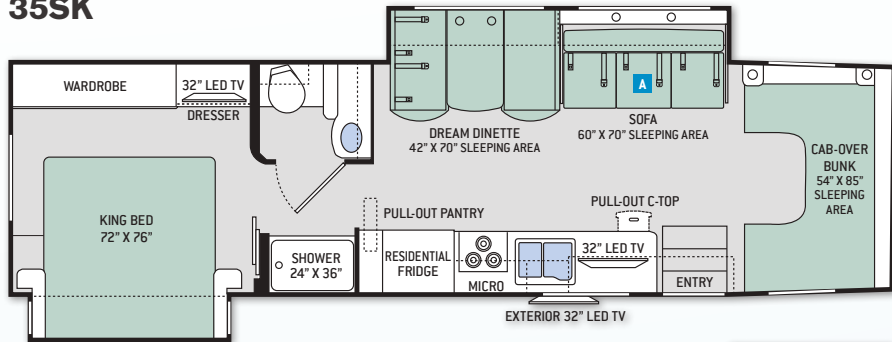 35SK
WARDROBE
32” LED TV
DRESSER
DREAM DINETTE
42” X 70” SLEEPING AREA
A
SOFA
60” X 70” SLEEPING AREA
CAB-OVER
BUNK
54” X 85”
SLEEPING
AREA
KING BED
72” X 76”
PULL-OUT PANTRY
PULL-OUT C-TOP
SHOWER
24” X 36”
RESIDENTIAL
FRIDGE
MICRO
32” LED TV
ENTRY
EXTERIOR 32” LED TV